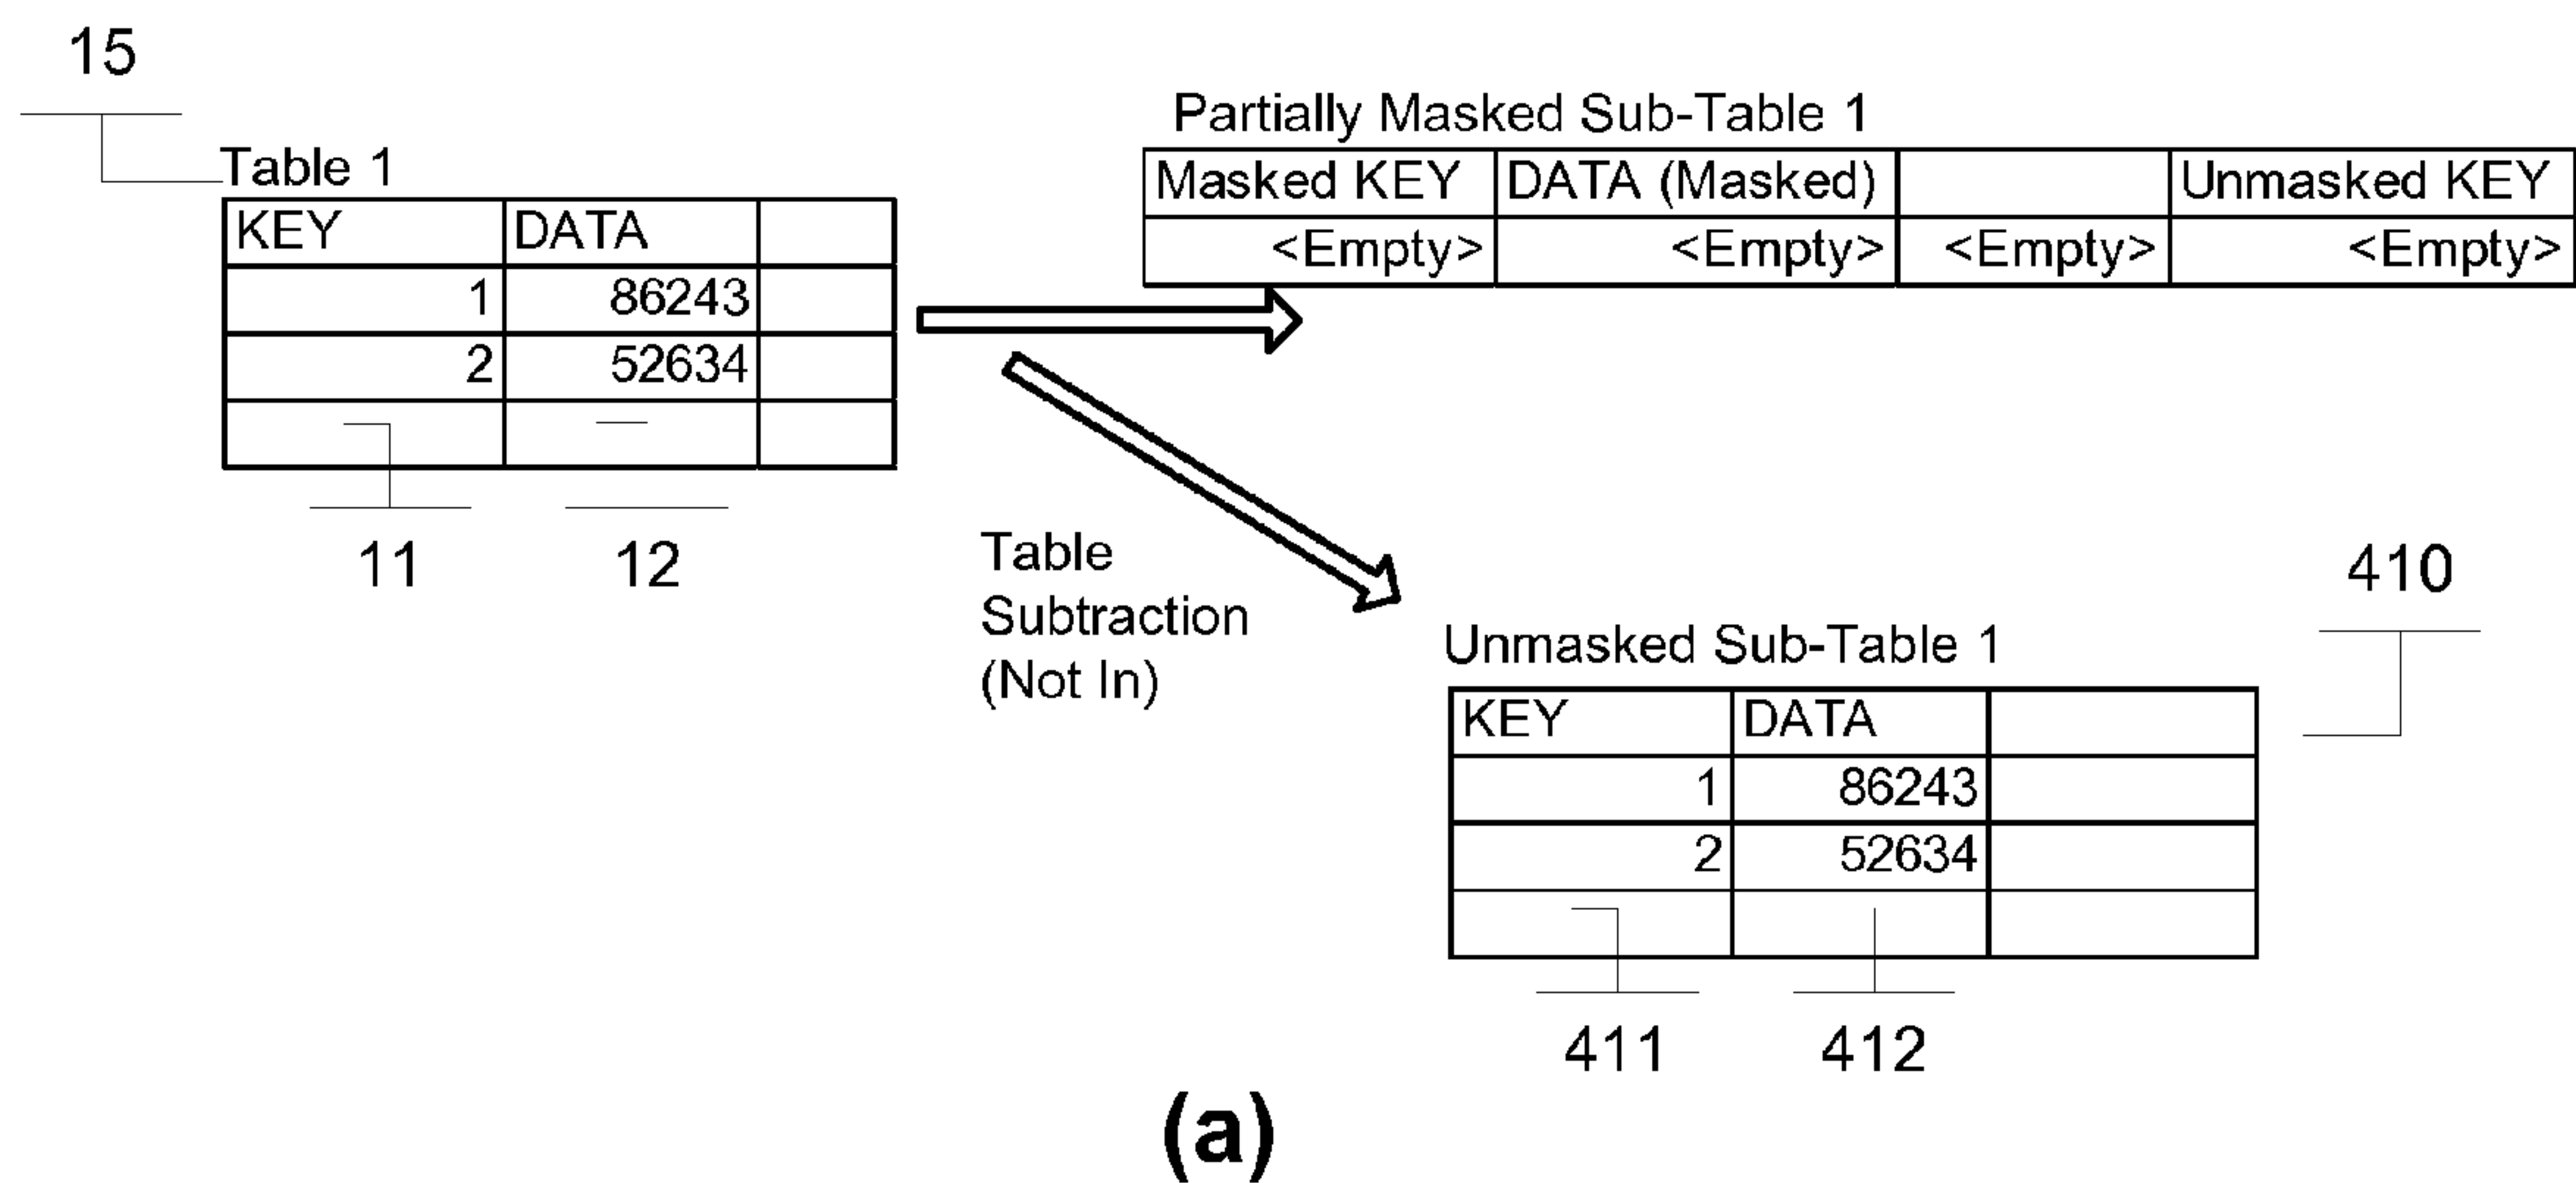 15
Partially Masked Sub-Table 1
Table 1
Masked KEY DATA (Masked) Unmasked KEY
<Empty> <Empty> <Empty> <Empty>
KEY DATA
1 86243
2 52634
11 12
Table
Subtraction
(Not In)
410
Unmasked Sub-Table 1
KEY DATA
1 86243
2 52634
411 412
(a)